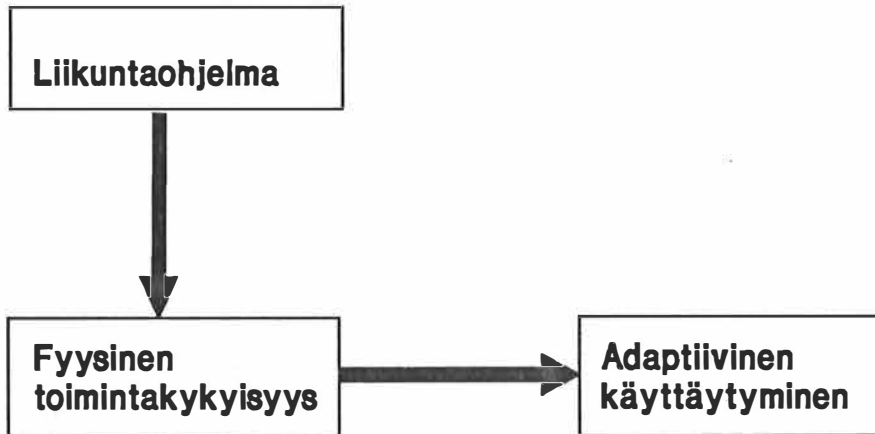 Liikuntaohjelma
Fyysinen
toimintakykyisyys
Adaptiivinen
käyttäytyminen